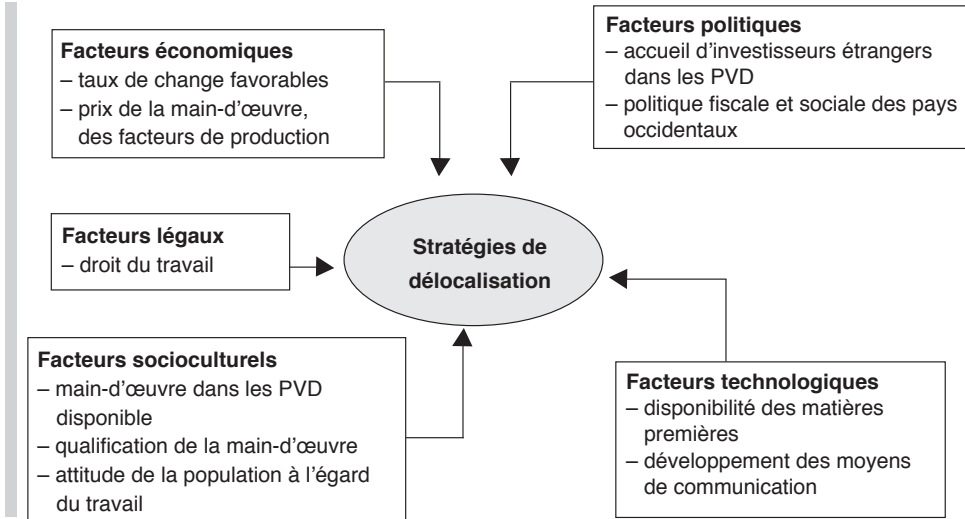 Facteurs économiques
– taux de change favorables
– prix de la main-d'œuvre,
des facteurs de production
Facteurs politiques
– accueil d'investisseurs étrangers
dans les PVD
– politique fiscale et sociale des pays
occidentaux
Facteurs légaux
– droit du travail
Stratégies de
délocalisation
Facteurs socioculturels
– main-d'œuvre dans les PVD
disponible
– qualification de la main-d'œuvre
– attitude de la population à l'égard
du travail
Facteurs technologiques
– disponibilité des matières
premières
– développement des moyens
de communication